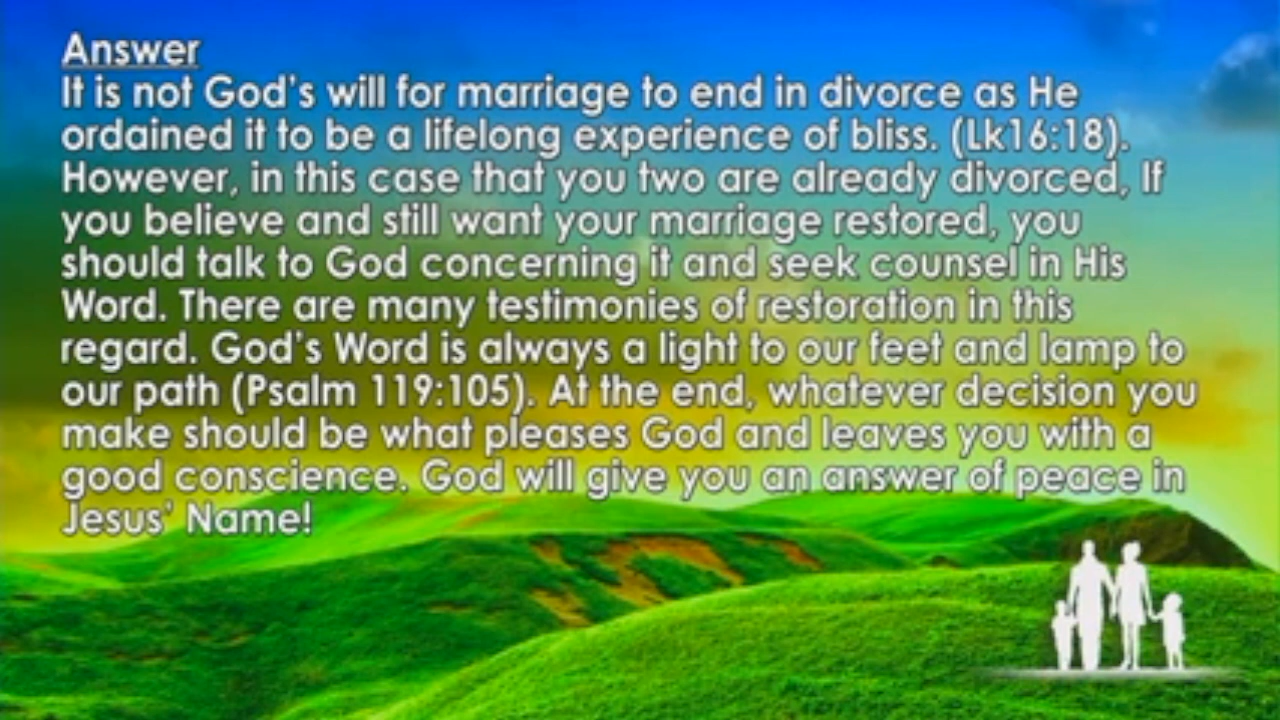 Answer
It is not God's will for marriage to end in divorce as He
ordained it to be a lifelong experience of bliss. (Lk16:18).
However, in this case that you two are already divorced, If
you believe and still want your marriage restored, you
should talk to God concerning it and seek counsel in His
Word. There are many testimonies of restoration in this
regard. God's Word is always a light to our feet and lamp to
our path (Psalm 119:105). At the end, whatever decision you
make should be what pleases God and leaves you with a
good conscience. God will give you an answer of peace in
Jesus' Name!